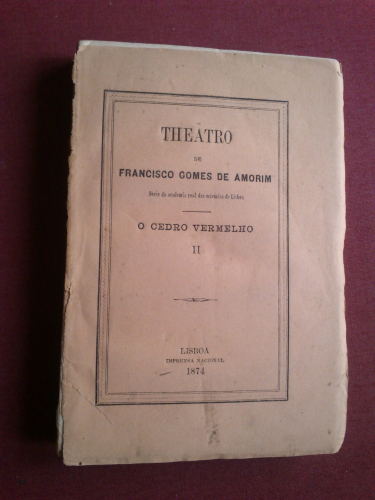 THEATRO
DE
FRANCISCO GOMES DE AMORIM
Socio da academia real das sciencias de Lisboa
O CEDRO VERMELHO
II
LISBOA
IMPRENSA NACIONAL
1874